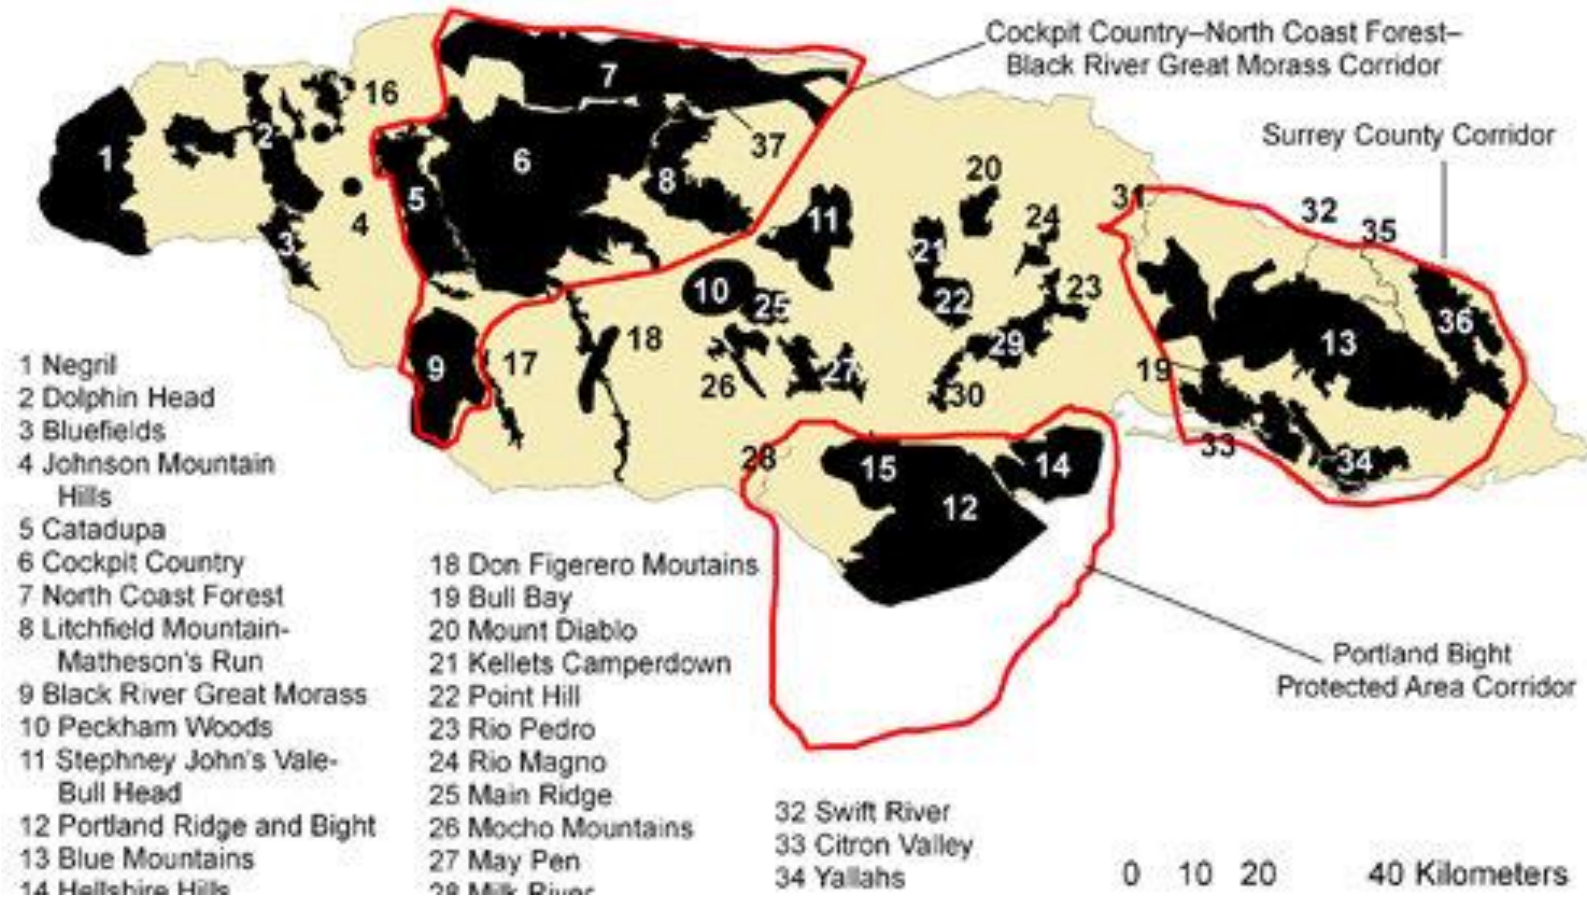 Cockpit Country–North Coast Forest–
Black River Great Morass Corridor
Surrey County Corridor
Portland Bight
Protected Area Corridor
1
2
3
4
5
6
7
8
9
10
11
12
13
14
15
16
17
18
19
20
21
22
23
24
25
26
27
28
29
30
31
32
33
34
35
36
37
1 Negril
2 Dolphin Head
3 Bluefields
4 Johnson Mountain
Hills
5 Catadupa
6 Cockpit Country
7 North Coast Forest
8 Litchfield Mountain-
Matheson's Run
9 Black River Great Morass
10 Peckham Woods
11 Stephney John's Vale-
Bull Head
12 Portland Ridge and Bight
13 Blue Mountains
14 Hellshire Hills
18 Don Figerero Moutains
19 Bull Bay
20 Mount Diablo
21 Kellets Camperdown
22 Point Hill
23 Rio Pedro
24 Rio Magno
25 Main Ridge
26 Mocho Mountains
27 May Pen
28 Milk River
32 Swift River
33 Citron Valley
34 Yallahs
0 10 20 40 Kilometers